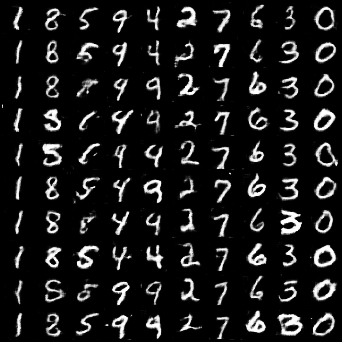 1 8 5 9 4 2 7 6 3 0
1 8 5 9 4 2 7 6 3 0
1 8 9 9 2 7 6 3 0
1 S 4 9 2 7 6 3 0
1 5 9 4 2 7 6 3 0
1 8 5 4 9 2 7 6 3 0
1 8 4 9 2 7 6 3 0
1 8 5 4 4 2 7 6 3 0
1 S 5 9 9 2 7 6 3 0
1 8 5 9 9 2 7 6 3 0